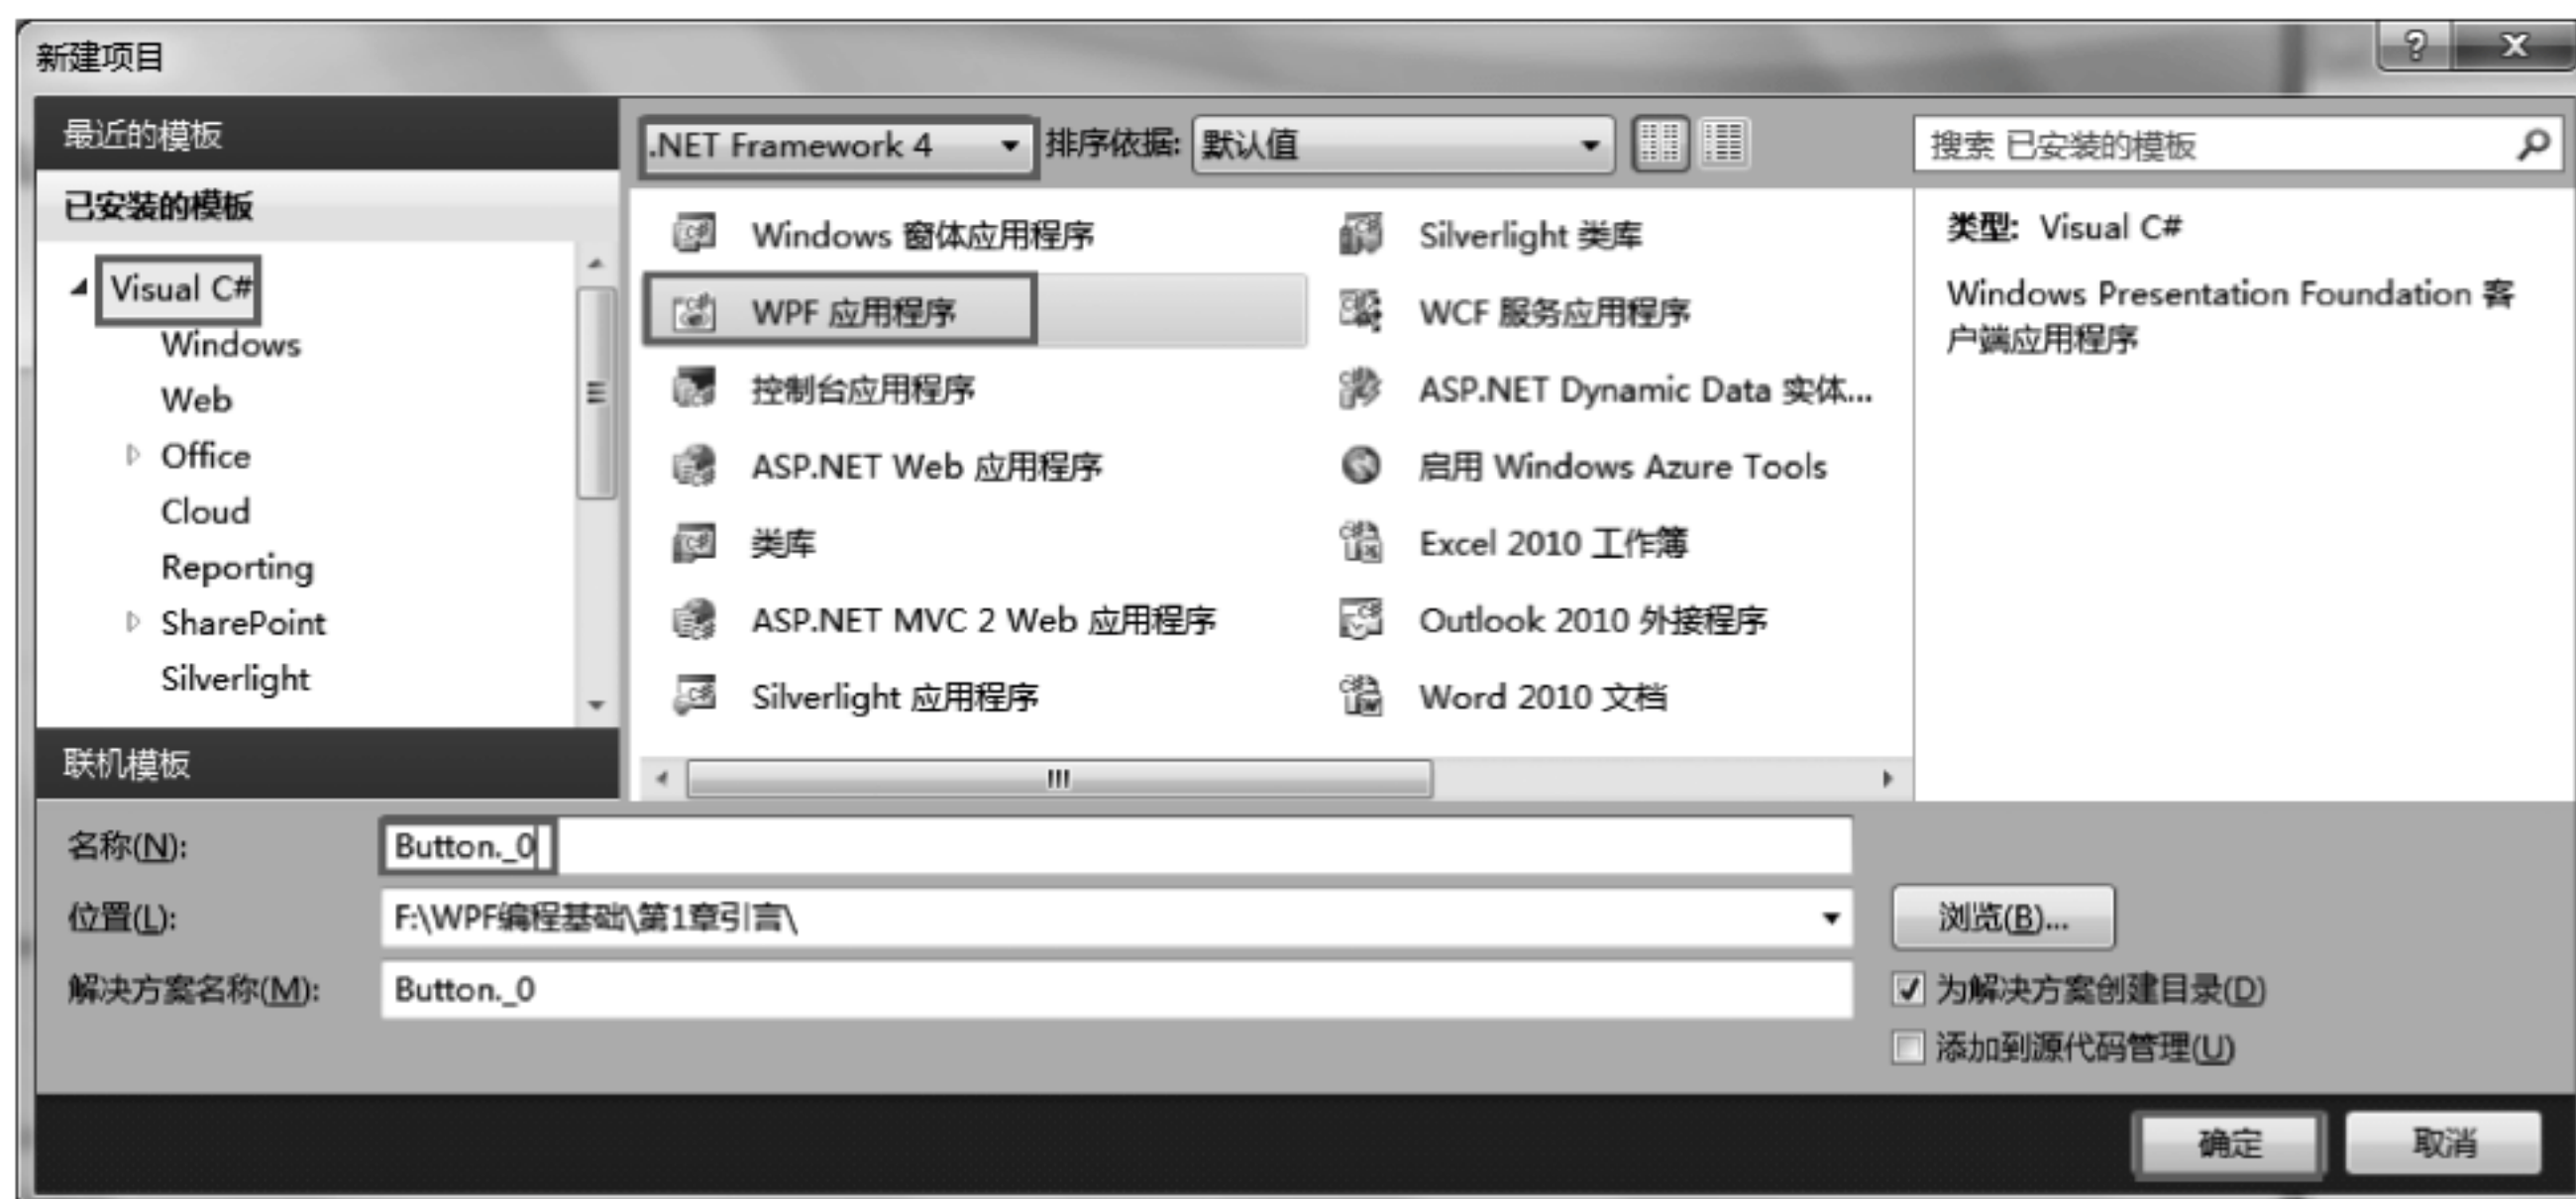 新建项目
最近的模板
已安装的模板
Visual C#
Windows
Web
Office
Cloud
Reporting
SharePoint
Silverlight
联机模板
.NET Framework 4 排序依据: 默认值
Windows 窗体应用程序
WPF 应用程序
控制台应用程序
ASP.NET Web 应用程序
类库
ASP.NET MVC 2 Web 应用程序
Silverlight 应用程序
Silverlight 类库
WCF 服务应用程序
ASP.NET Dynamic Data 实体...
启用 Windows Azure Tools
Excel 2010 工作簿
Outlook 2010 外接程序
Word 2010 文档
搜索 已安装的模板
类型: Visual C#
Windows Presentation Foundation 客
户端应用程序
名称(N): Button._0
位置(L): F:\WPF编程基础\第1章引言\ 浏览(B)...
解决方案名称(M): Button._0 为解决方案创建目录(D)
添加到源代码管理(U)
确定 取消